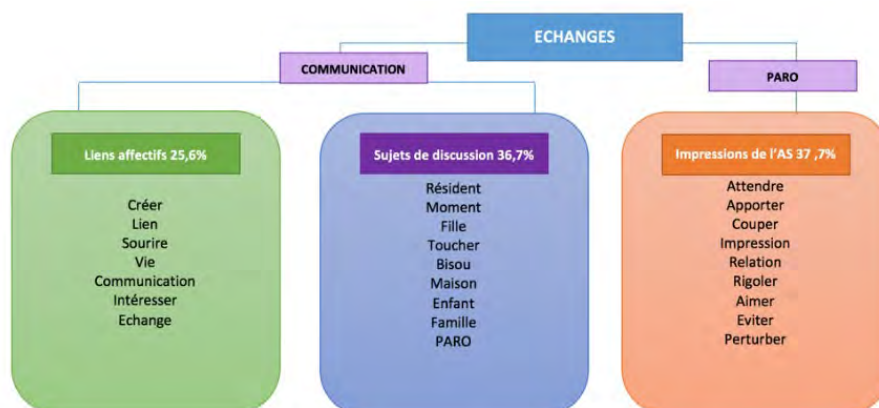 ECHANGES
COMMUNICATION
PARO
Liens affectifs 25,6%
Créer
Lien
Sourire
Vie
Communication
Intéresser
Echange
Sujets de discussion 36,7%
Résident
Moment
Fille
Toucher
Bisou
Maison
Enfant
Famille
PARO
Impressions de l’AS 37 ,7%
Attendre
Apporter
Couper
Impression
Relation
Rigoler
Aimer
Eviter
Perturber